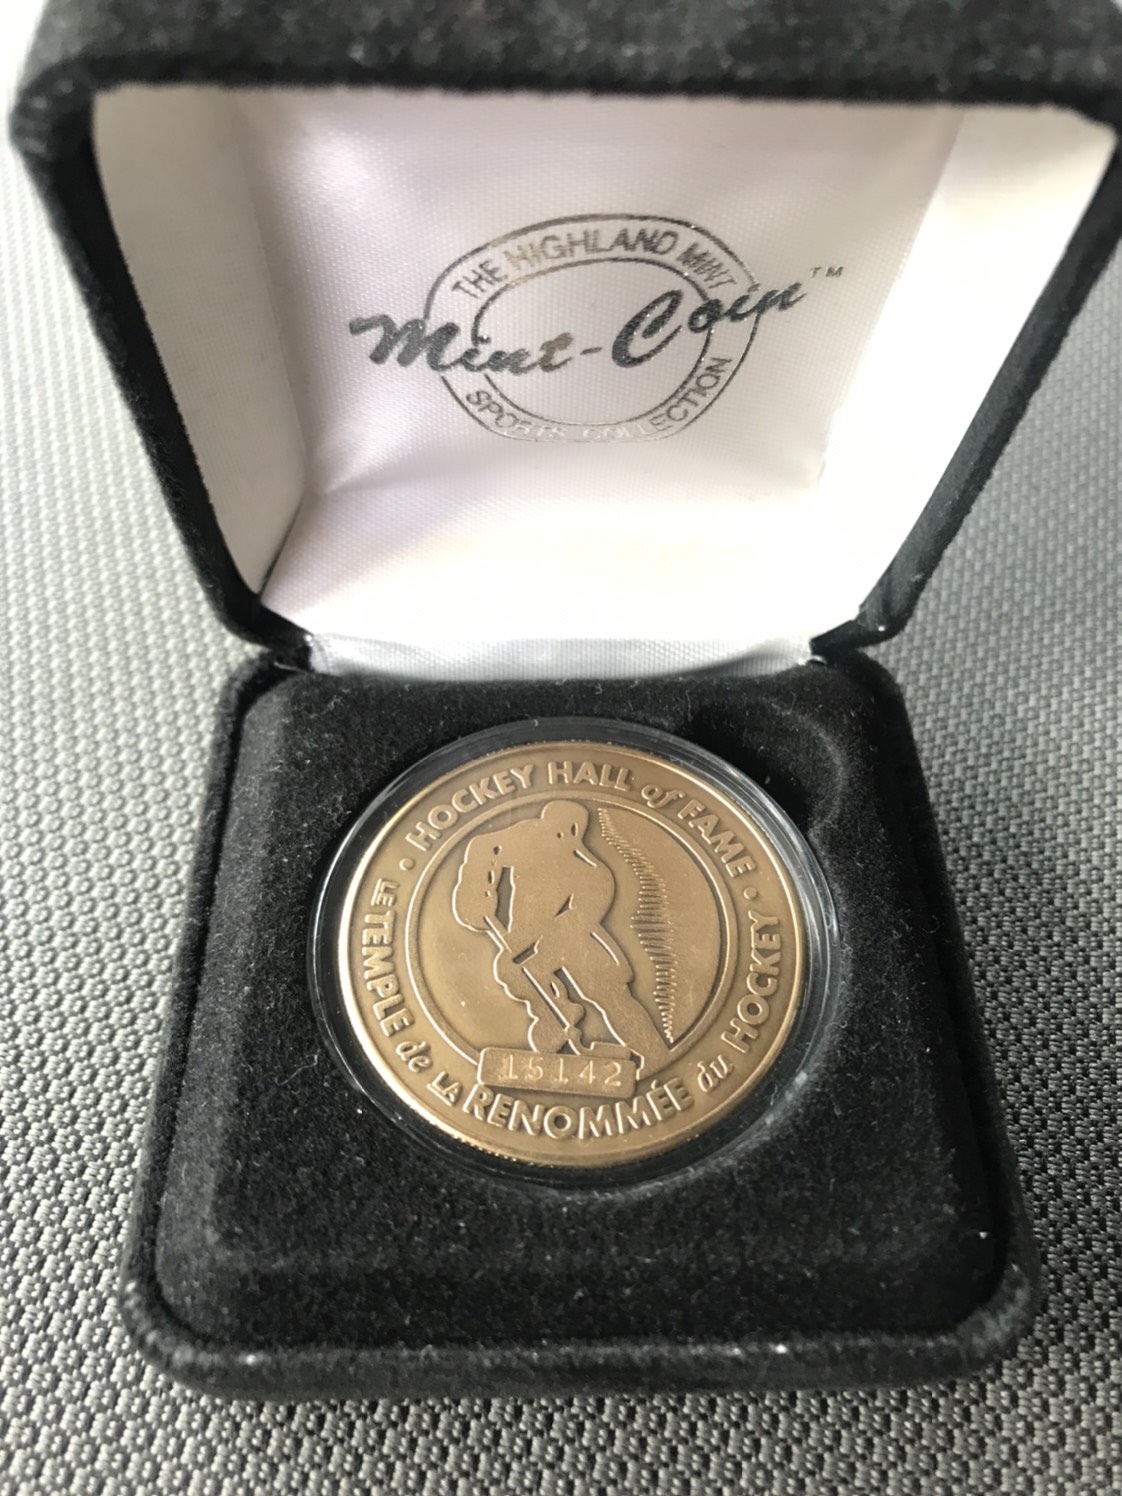 THE HIGHLAND MINT
Mint-Coin™
SPORTS COLLECTION
• HOCKEY HALL of FAME •
LE TEMPLE de LA RENOMMÉE du HOCKEY
15142